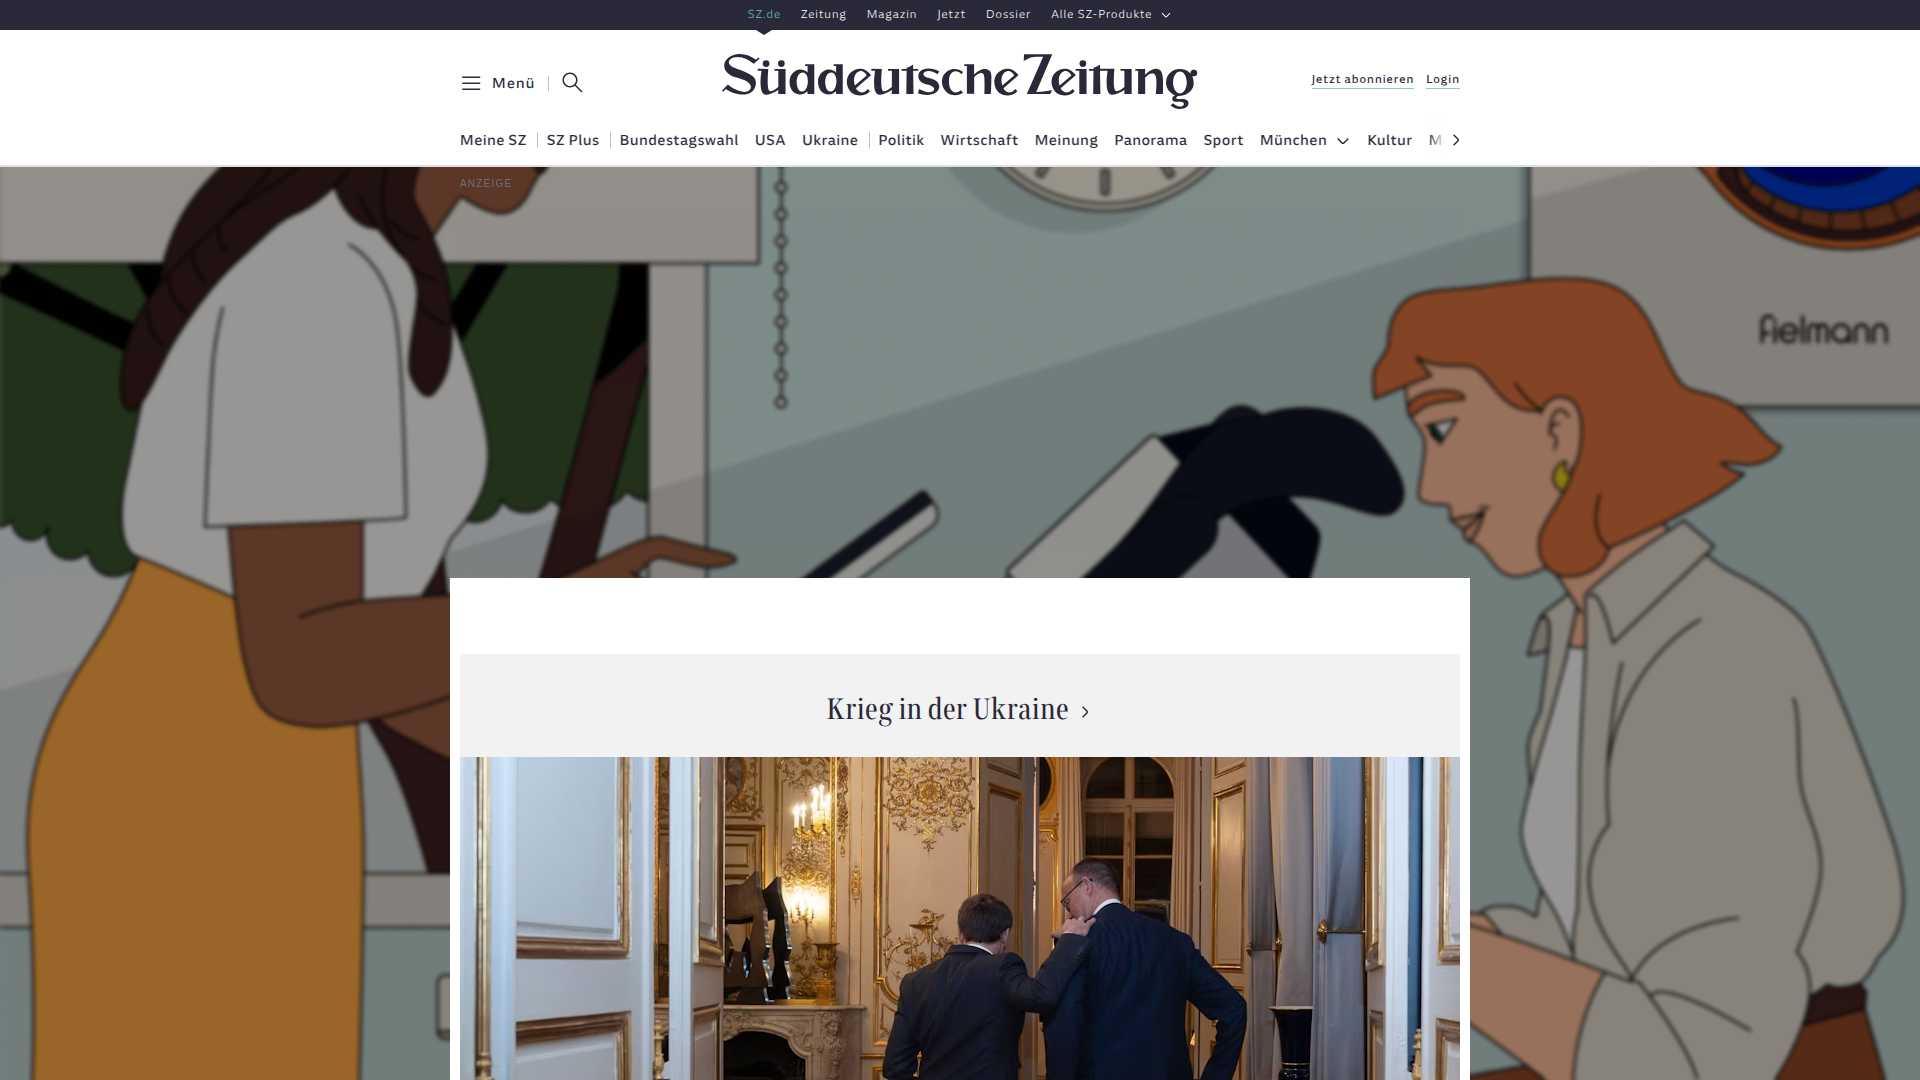 SZ.de Zeitung Magazin Jetzt Dossier Alle SZ-Produkte
Menü
Süddeutsche Zeitung
Jetzt abonnieren Login
Meine SZ SZ Plus Bundestagswahl USA Ukraine Politik Wirtschaft Meinung Panorama Sport München Kultur M
ANZEIGE
fielmann
Krieg in der Ukraine